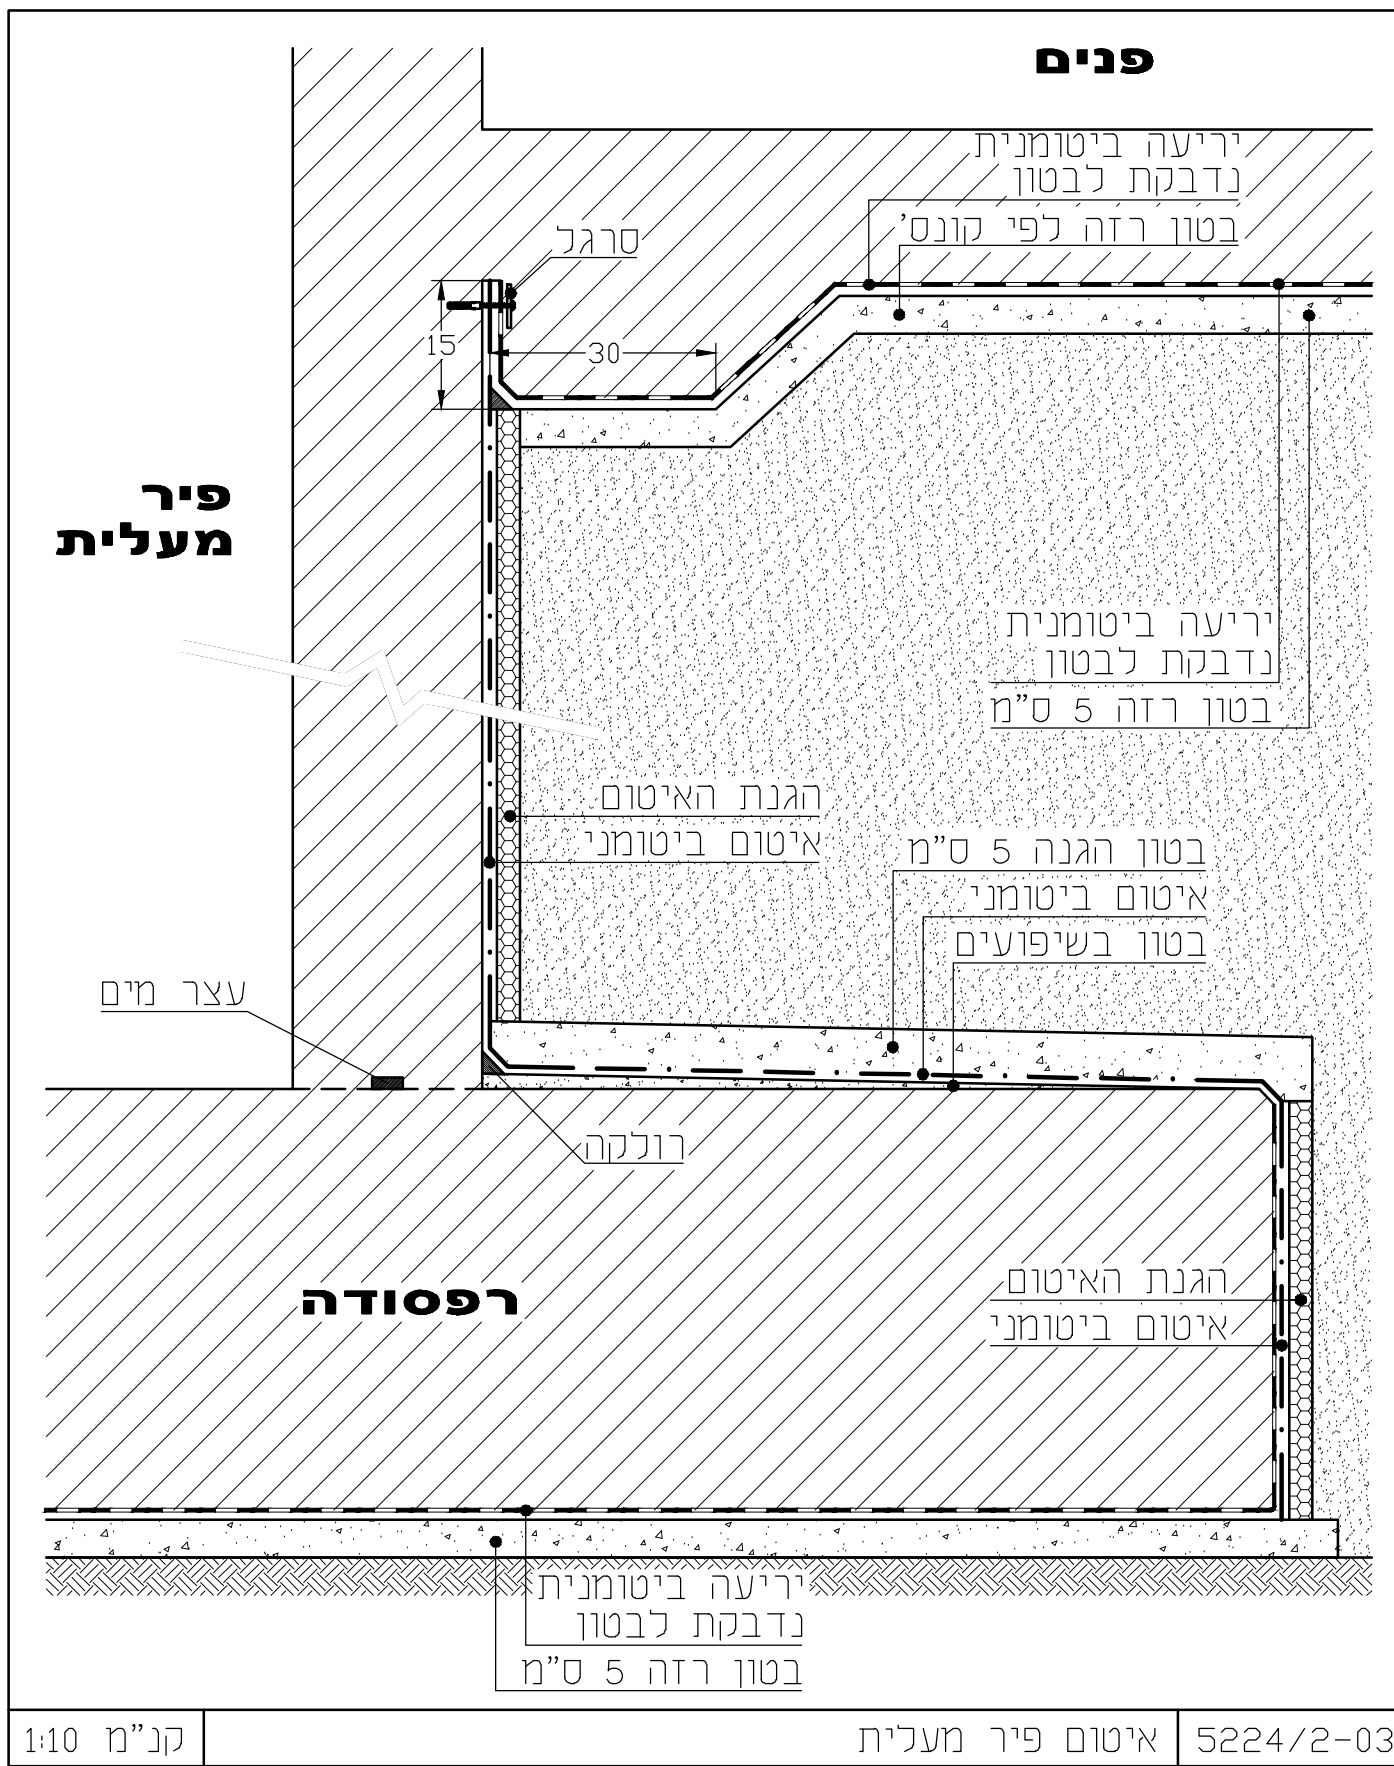 פנים
יריעה ביטומנית
נדבקת לבטון
בטון רזה לפי קונס'
סרגל
15
30
פיר
מעלית
יריעה ביטומנית
נדבקת לבטון
בטון רזה 5 ס"מ
הגנת האיטום
איטום ביטומני
בטון הגנה 5 ס"מ
איטום ביטומני
בטון בשיפועים
עצר מים
רולקה
רפסודה
הגנת האיטום
איטום ביטומני
יריעה ביטומנית
נדבקת לבטון
בטון רזה 5 ס"מ
5224/2-03
איטום פיר מעלית
קנ"מ 1:10